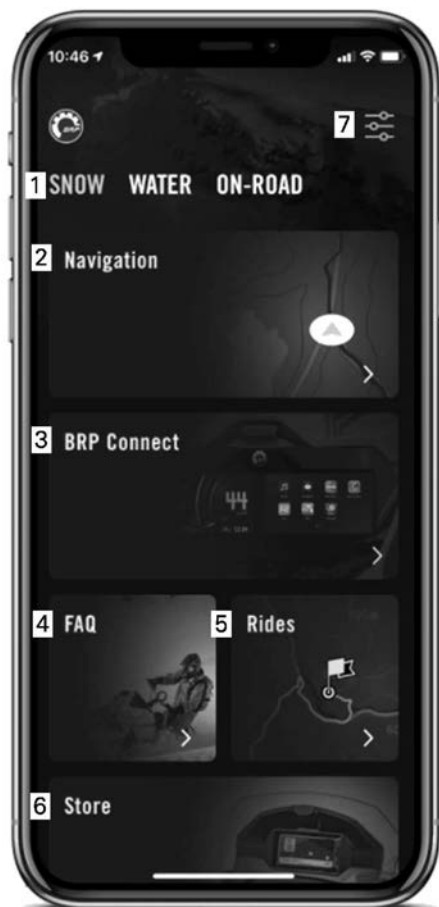 10:46
7
1 SNOW WATER ON-ROAD
2 Navigation
3 BRP Connect
44
4 FAQ
5 Rides
6 Store